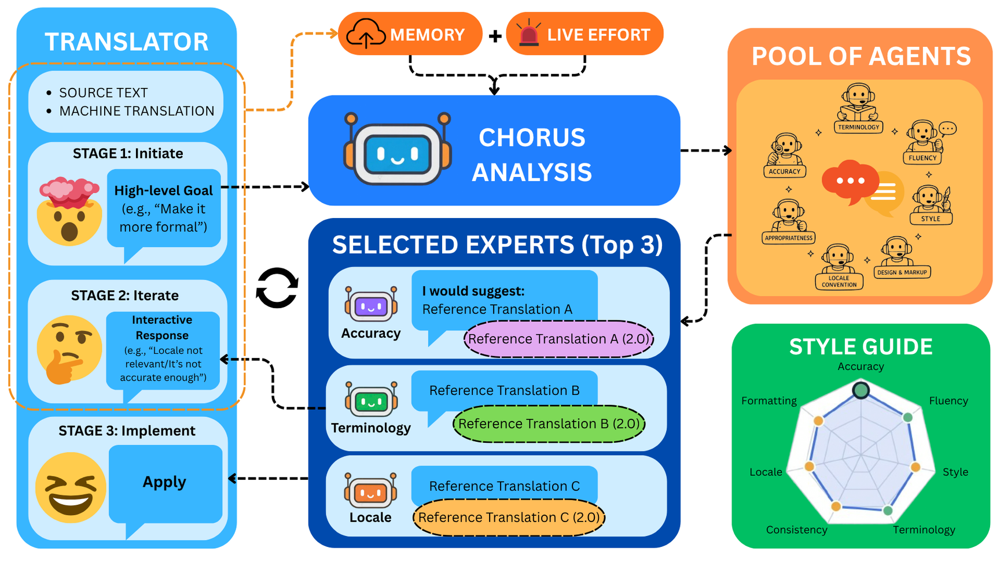 TRANSLATOR
SOURCE TEXT
MACHINE TRANSLATION
STAGE 1: Initiate
High-level Goal
(e.g., “Make it
more formal”)
STAGE 2: Iterate
Interactive
Response
(e.g., “Locale not
relevant/It’s not
accurate enough”)
STAGE 3: Implement
Apply
MEMORY
+
LIVE EFFORT
CHORUS
ANALYSIS
SELECTED EXPERTS (Top 3)
I would suggest:
Reference Translation A
Reference Translation A (2.0)
Accuracy
Reference Translation B
Reference Translation B (2.0)
Terminology
Reference Translation C
Reference Translation C (2.0)
Locale
POOL OF AGENTS
TERMINOLOGY
FLUENCY
ACCURACY
STYLE
APPROPRIATENESS
DESIGN & MARKUP
LOCALE
CONVENTION
STYLE GUIDE
Accuracy
Formatting
Fluency
Locale
Style
Consistency
Terminology